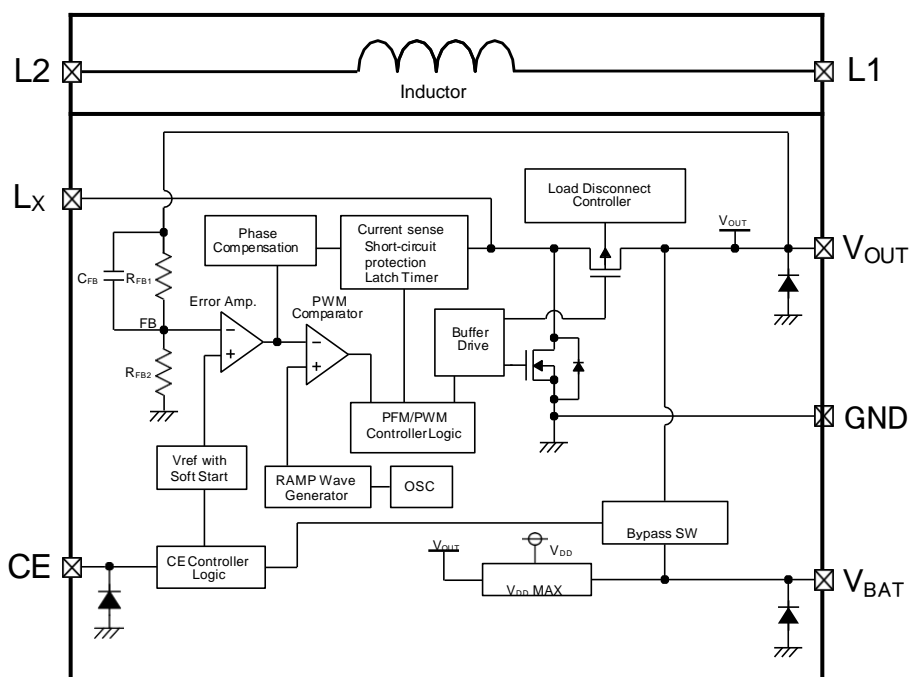 L2
L1
Inductor
LX
Load Disconnect
Controller
VOUT
Phase
Compensation
Current sense
Short-circuit
protection
Latch Timer
VOUT
CFB
RFB1
Error Amp.
PWM
Comparator
FB
Buffer
Drive
RFB2
PFM/PWM
Controller Logic
GND
Vref with
Soft Start
RAMP Wave
Generator
OSC
Bypass SW
CE
CE Controller
Logic
VOUT
VDD
VDD MAX
VBAT